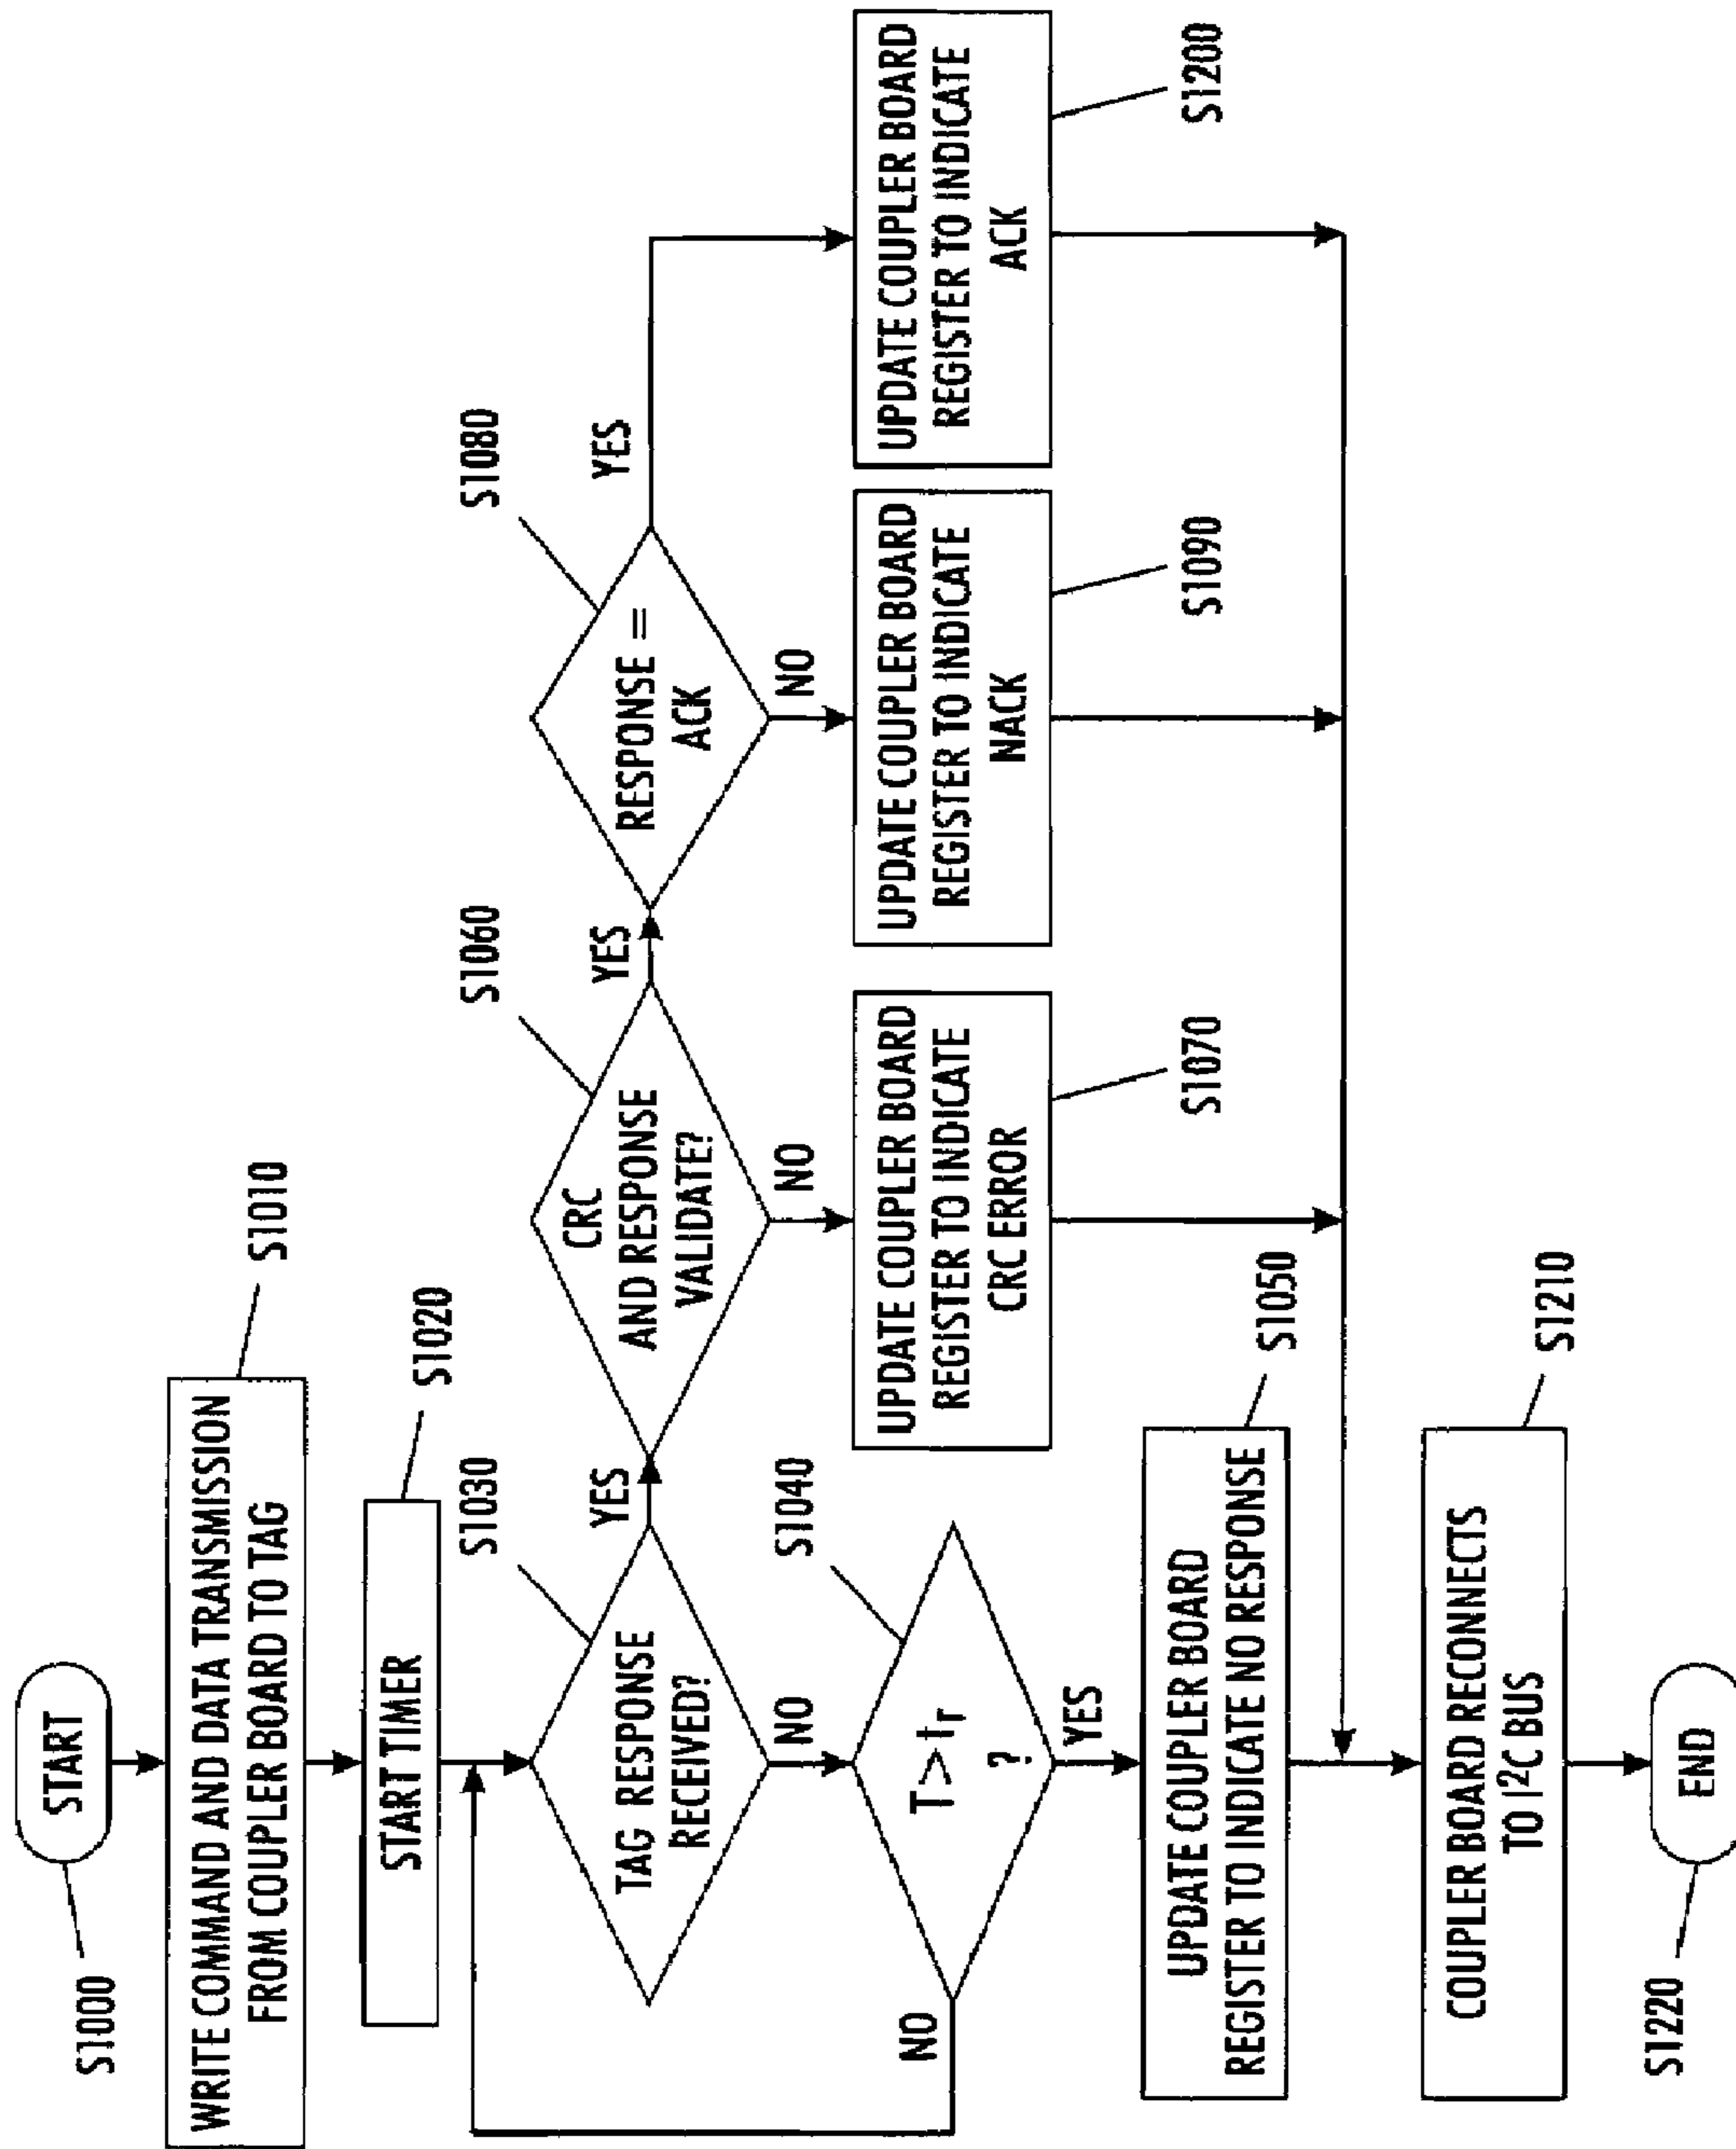 START
S1000
WRITE COMMAND AND DATA TRANSMISSION
FROM COUPLER BOARD TO TAG
S1010
START TIMER
S1020
TAG RESPONSE
RECEIVED?
S1030
YES
NO
CRC
AND RESPONSE
VALIDATE?
S1060
YES
NO
RESPONSE =
ACK
S1080
YES
NO
T > tr
?
S1040
NO
YES
UPDATE COUPLER BOARD
REGISTER TO INDICATE
CRC ERROR
S1070
UPDATE COUPLER BOARD
REGISTER TO INDICATE
NACK
S1090
UPDATE COUPLER BOARD
REGISTER TO INDICATE
ACK
S1200
UPDATE COUPLER BOARD
REGISTER TO INDICATE NO RESPONSE
S1050
COUPLER BOARD RECONNECTS
TO I²C BUS
S1210
END
S1220